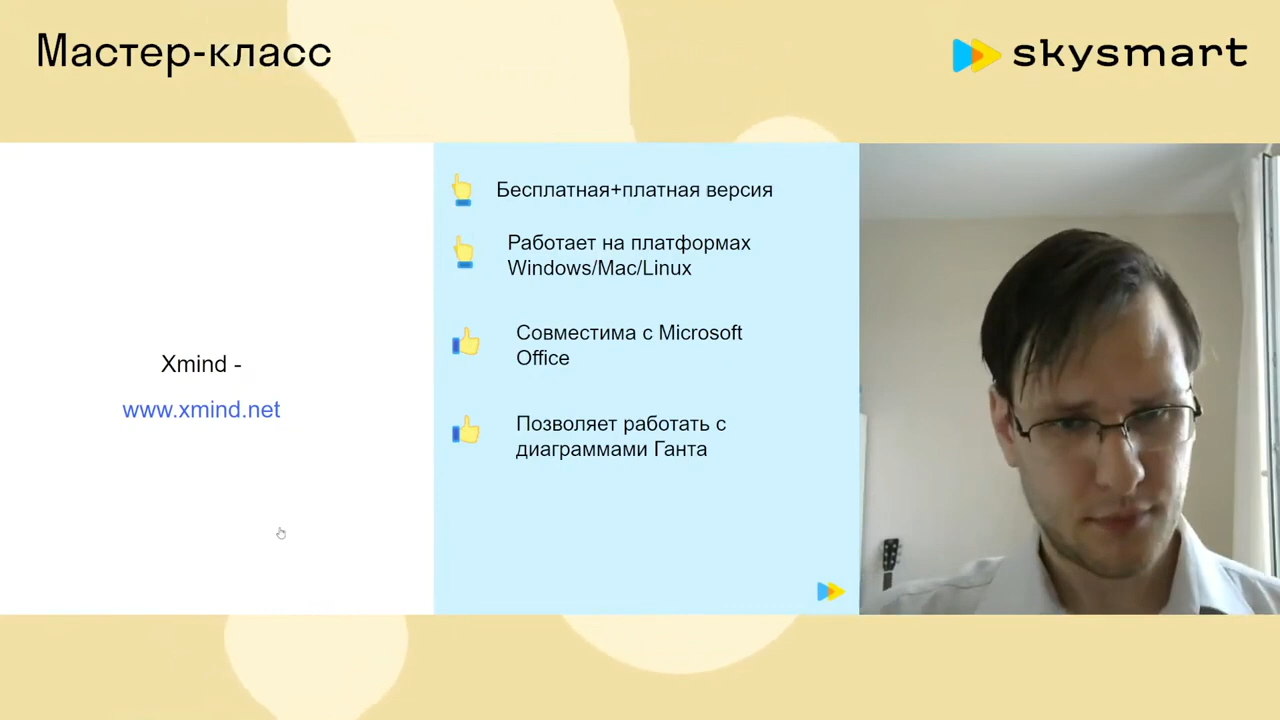 Мастер-класс
skysmart
Xmind -
www.xmind.net
Бесплатная+платная версия
Работает на платформах
Windows/Mac/Linux
Совместима с Microsoft
Office
Позволяет работать с
диаграммами Ганта